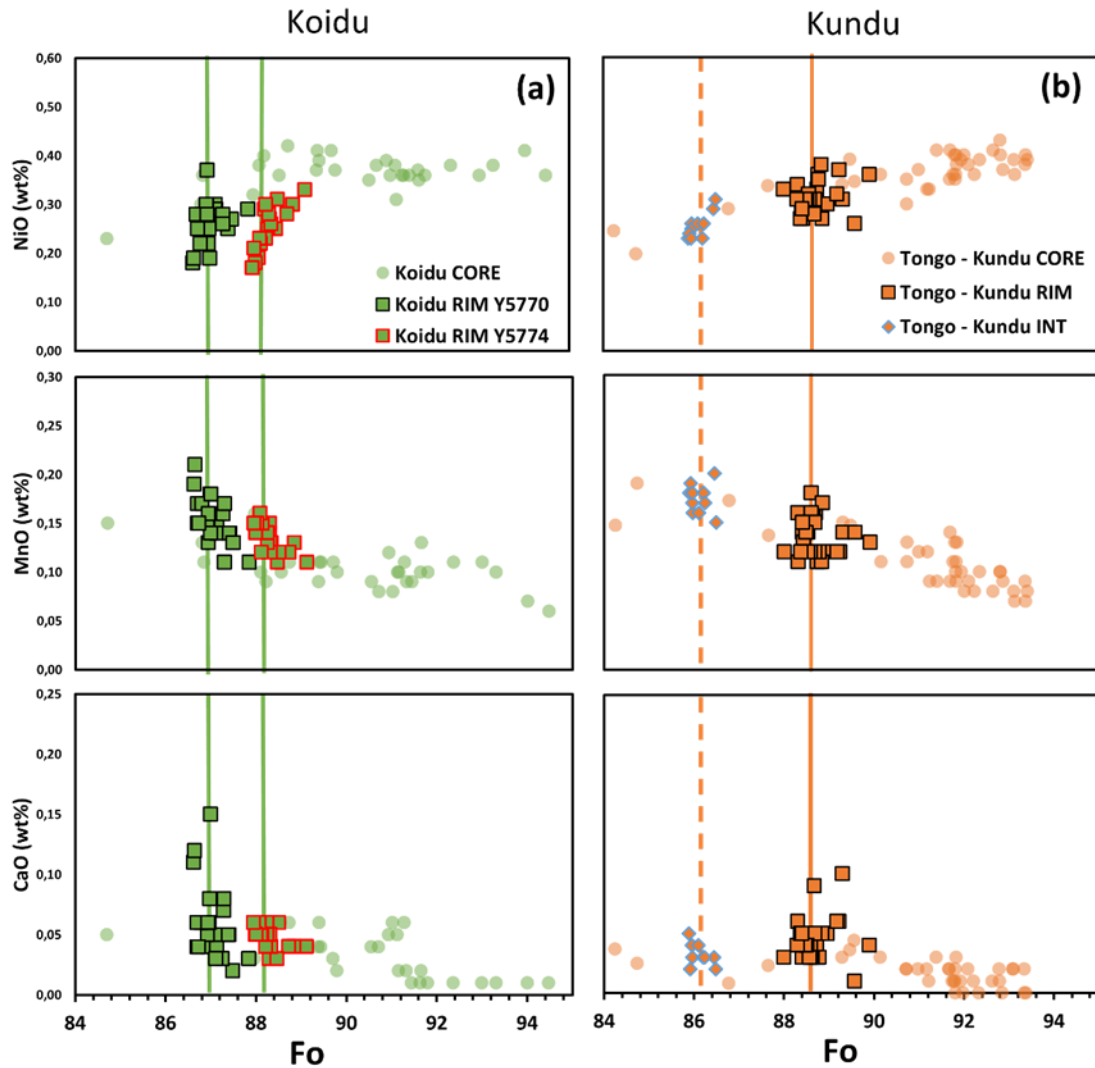 Koidu
Kundu
(a)
(b)
NiO (wt%)
0,60
0,50
0,40
0,30
0,20
0,10
0,00
Koidu CORE
Koidu RIM Y5770
Koidu RIM Y5774
Tongo - Kundu CORE
Tongo - Kundu RIM
Tongo - Kundu INT
MnO (wt%)
0,30
0,25
0,20
0,15
0,10
0,05
0,00
CaO (wt%)
0,25
0,20
0,15
0,10
0,05
0,00
84 86 88 90 92 94
84 86 88 90 92 94
Fo
Fo